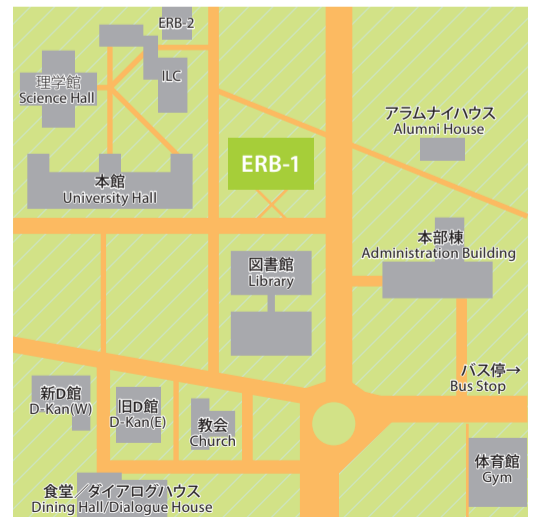 ERB-2
理学館
Science Hall
ILC
アラムナイハウス
Alumni House
ERB-1
本館
University Hall
本部棟
Administration Building
図書館
Library
バス停→
Bus Stop
新D館
D-Kan(W)
旧D館
D-Kan(E)
教会
Church
体育館
Gym
食堂／ダイアログハウス
Dining Hall/Dialogue House